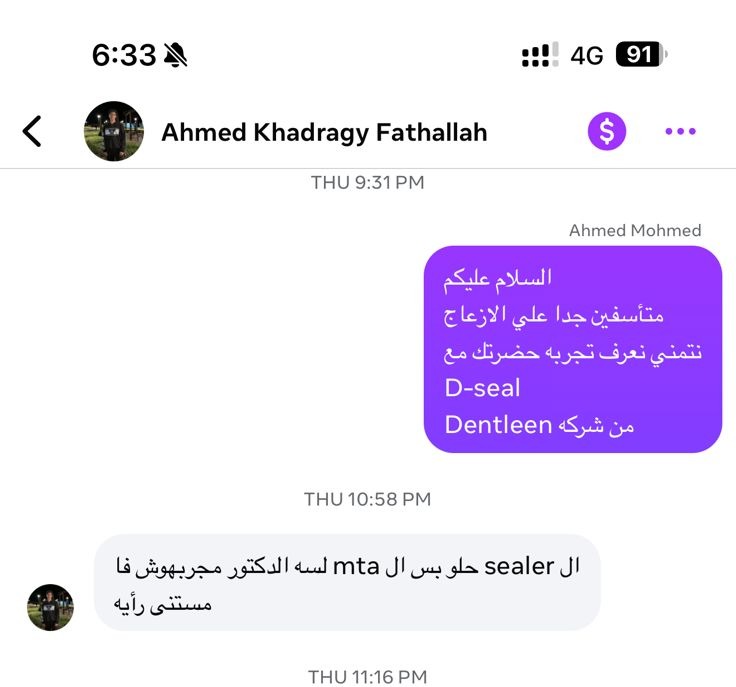 6:33
4G
91
Ahmed Khadragy Fathallah
THU 9:31 PM
Ahmed Mohmed
السلام عليكم
متأسفين جدا علي الازعاج
نتمني نعرف تجربه حضرتك مع
D-seal
من شركه Dentleen
THU 10:58 PM
ال sealer حلو بس ال mta لسه الدكتور مجربهوش فا
مستنى رأيه
THU 11:16 PM